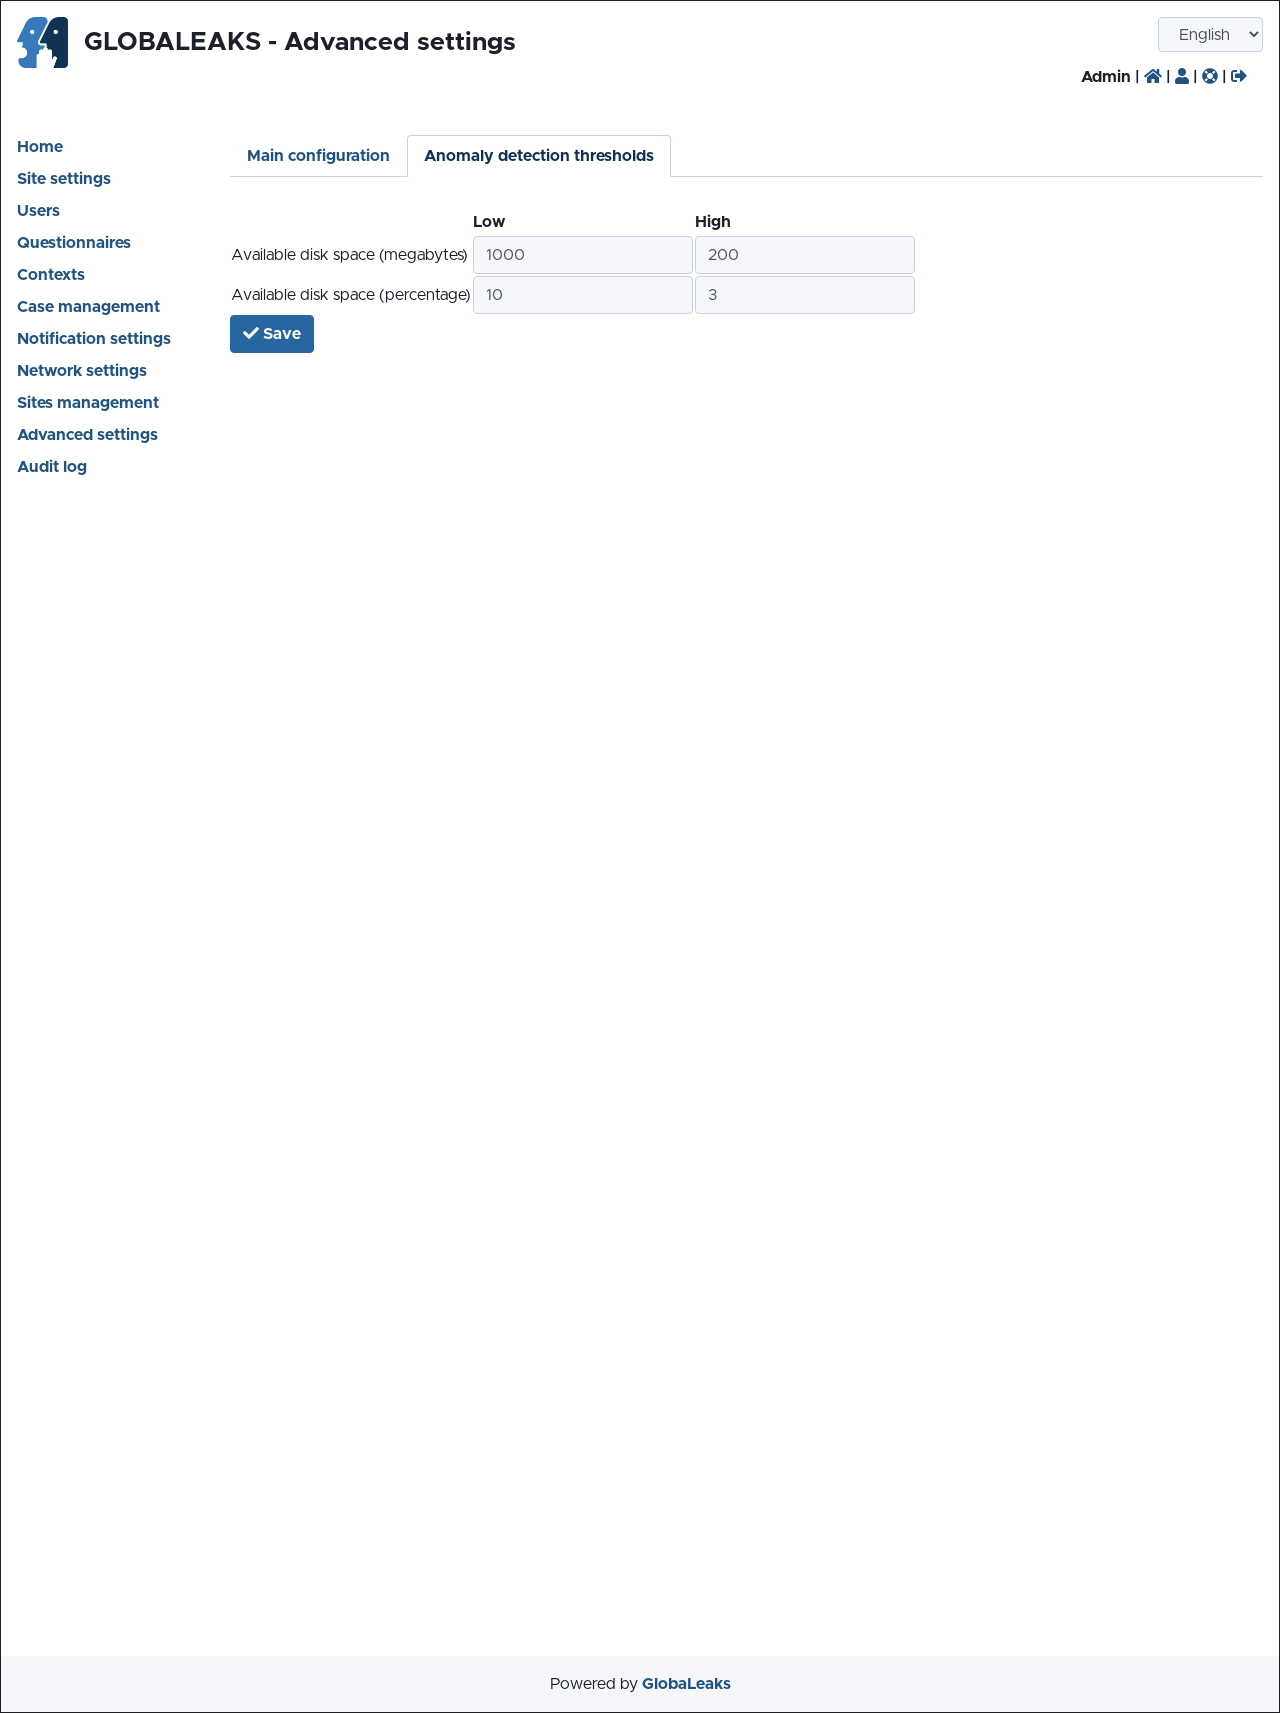 GLOBALEAKS - Advanced settings
English
Admin | | | |
Home
Site settings
Users
Questionnaires
Contexts
Case management
Notification settings
Network settings
Sites management
Advanced settings
Audit log
Main configuration
Anomaly detection thresholds
Low High
Available disk space (megabytes) 1000 200
Available disk space (percentage) 10 3
Save
Powered by GlobaLeaks